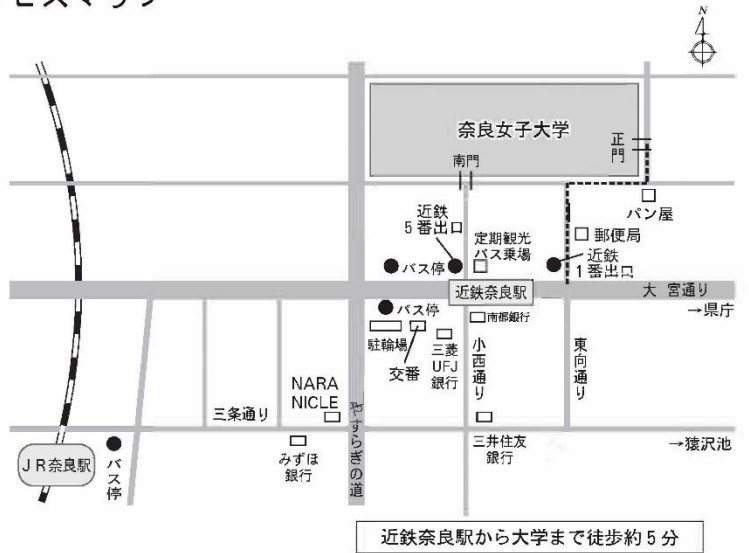 N
奈良女子大学
正門
南門
パン屋
近鉄
5番出口
定期観光
バス乗場
郵便局
近鉄
1番出口
バス停
近鉄奈良駅
大宮通り
→県庁
バス停
南都銀行
駐輪場
交番
三菱
UFJ
銀行
小西通り
東向通り
NARA
NICLE
三条通り
やすらぎの道
みずほ
銀行
三井住友
銀行
→猿沢池
JR奈良駅
バス停
近鉄奈良駅から大学まで徒歩約5分